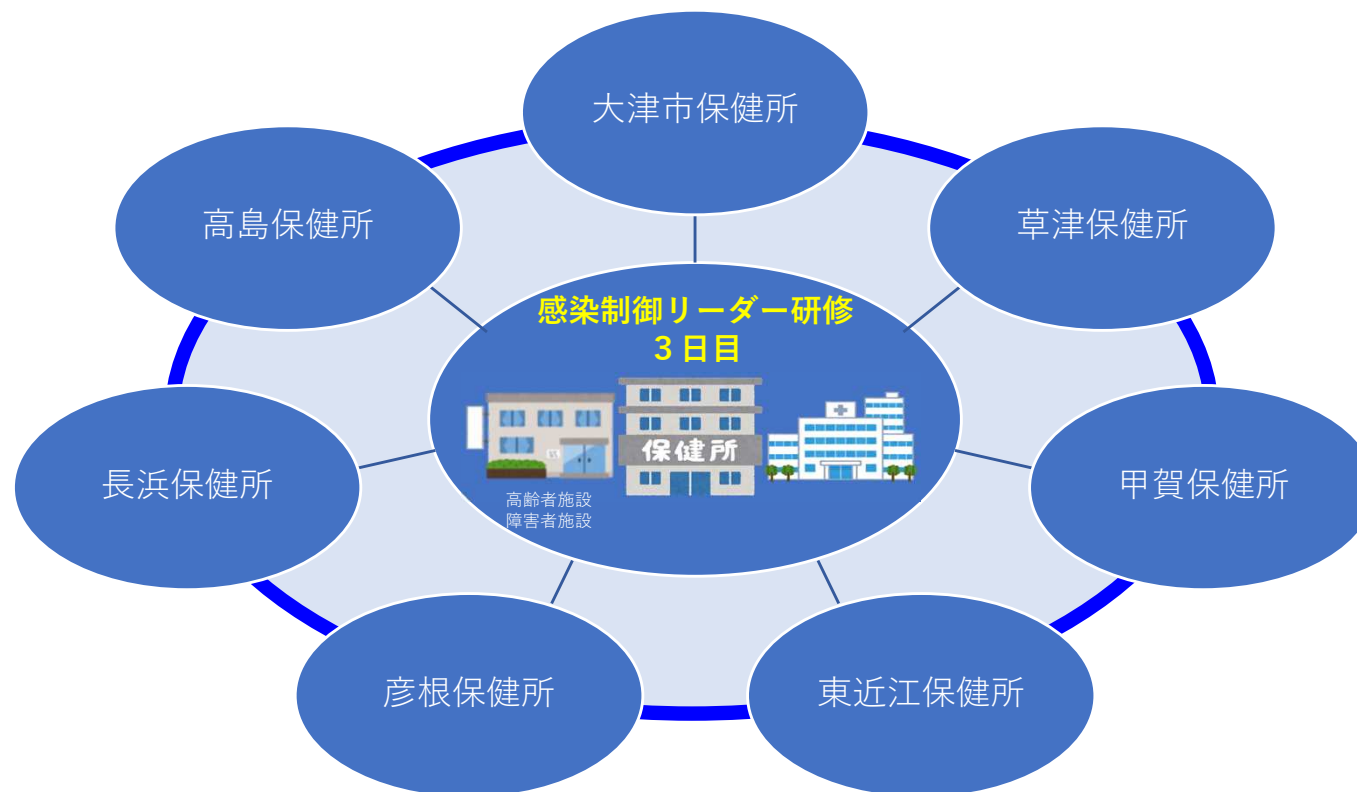 大津市保健所
高島保健所
草津保健所
感染制御リーダー研修
３日目
保健所
高齢者施設
障害者施設
長浜保健所
甲賀保健所
彦根保健所
東近江保健所